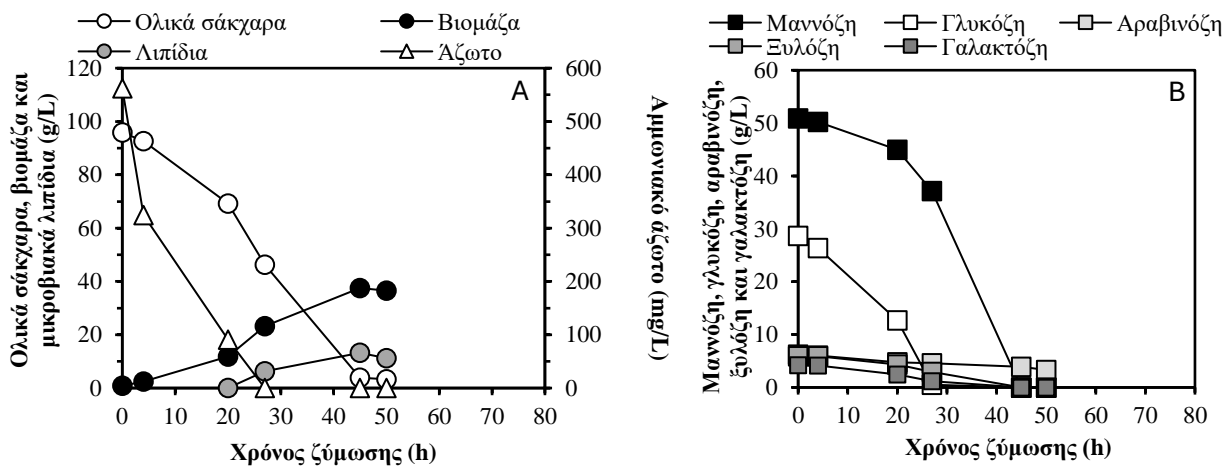 Ολικά σάκχαρα Βιομάζα
Λιπίδια Άζωτο
Ολικά σάκχαρα, βιομάζα και
μικροβιακά λιπίδια (g/L)
120
100
80
60
40
20
0
A
600
500
400
300
200
100
0
Αμμωνιακό άζωτο (mg/L)
0 10 20 30 40 50 60 70 80
Χρόνος ζύμωσης (h)
Μαννόζη Γλυκόζη Αραβινόζη
Ξυλόζη Γαλακτόζη
Μαννόζη, γλυκόζη, αραβινόζη,
ξυλόζη και γαλακτόζη (g/L)
60
50
40
30
20
10
0
B
0 10 20 30 40 50 60 70 80
Χρόνος ζύμωσης (h)